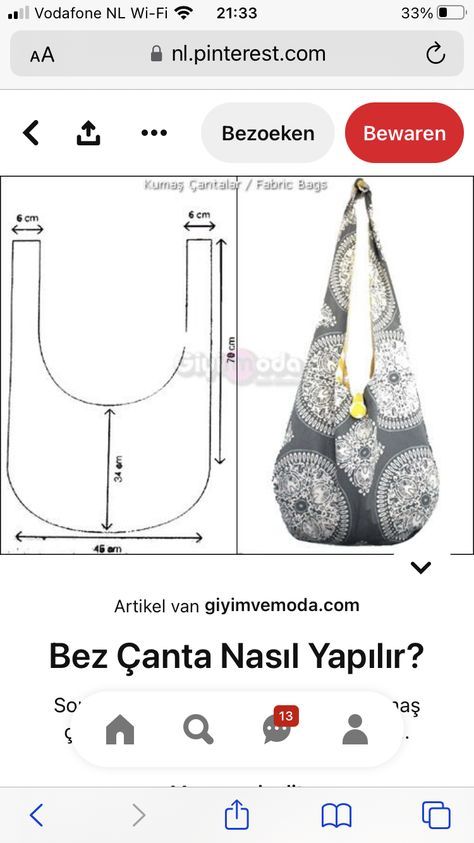 Vodafone NL Wi-Fi 21:33 33%
AA nl.pinterest.com
Bezoeken Bewaren
Kumaş Çantalar / Fabric Bags
6 cm 6 cm
Giyimoda
70 cm
34 cm
45 cm
Artikel van giyimvemoda.com
Bez Çanta Nasıl Yapılır?
13